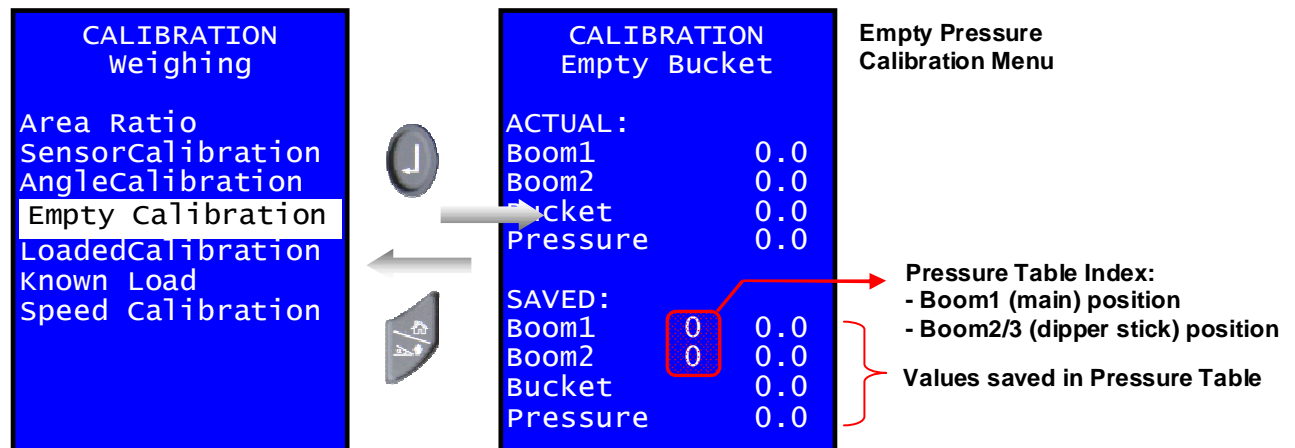 CALIBRATION
Weighing
Area Ratio
SensorCalibration
AngleCalibration
Empty Calibration
LoadedCalibration
Known Load
Speed Calibration
CALIBRATION
Empty Bucket
ACTUAL:
Boom1 0.0
Boom2 0.0
Bucket 0.0
Pressure 0.0
SAVED:
Boom1 0 0.0
Boom2 0 0.0
Bucket 0.0
Pressure 0.0
Empty Pressure
Calibration Menu
Pressure Table Index:
- Boom1 (main) position
- Boom2/3 (dipper stick) position
Values saved in Pressure Table